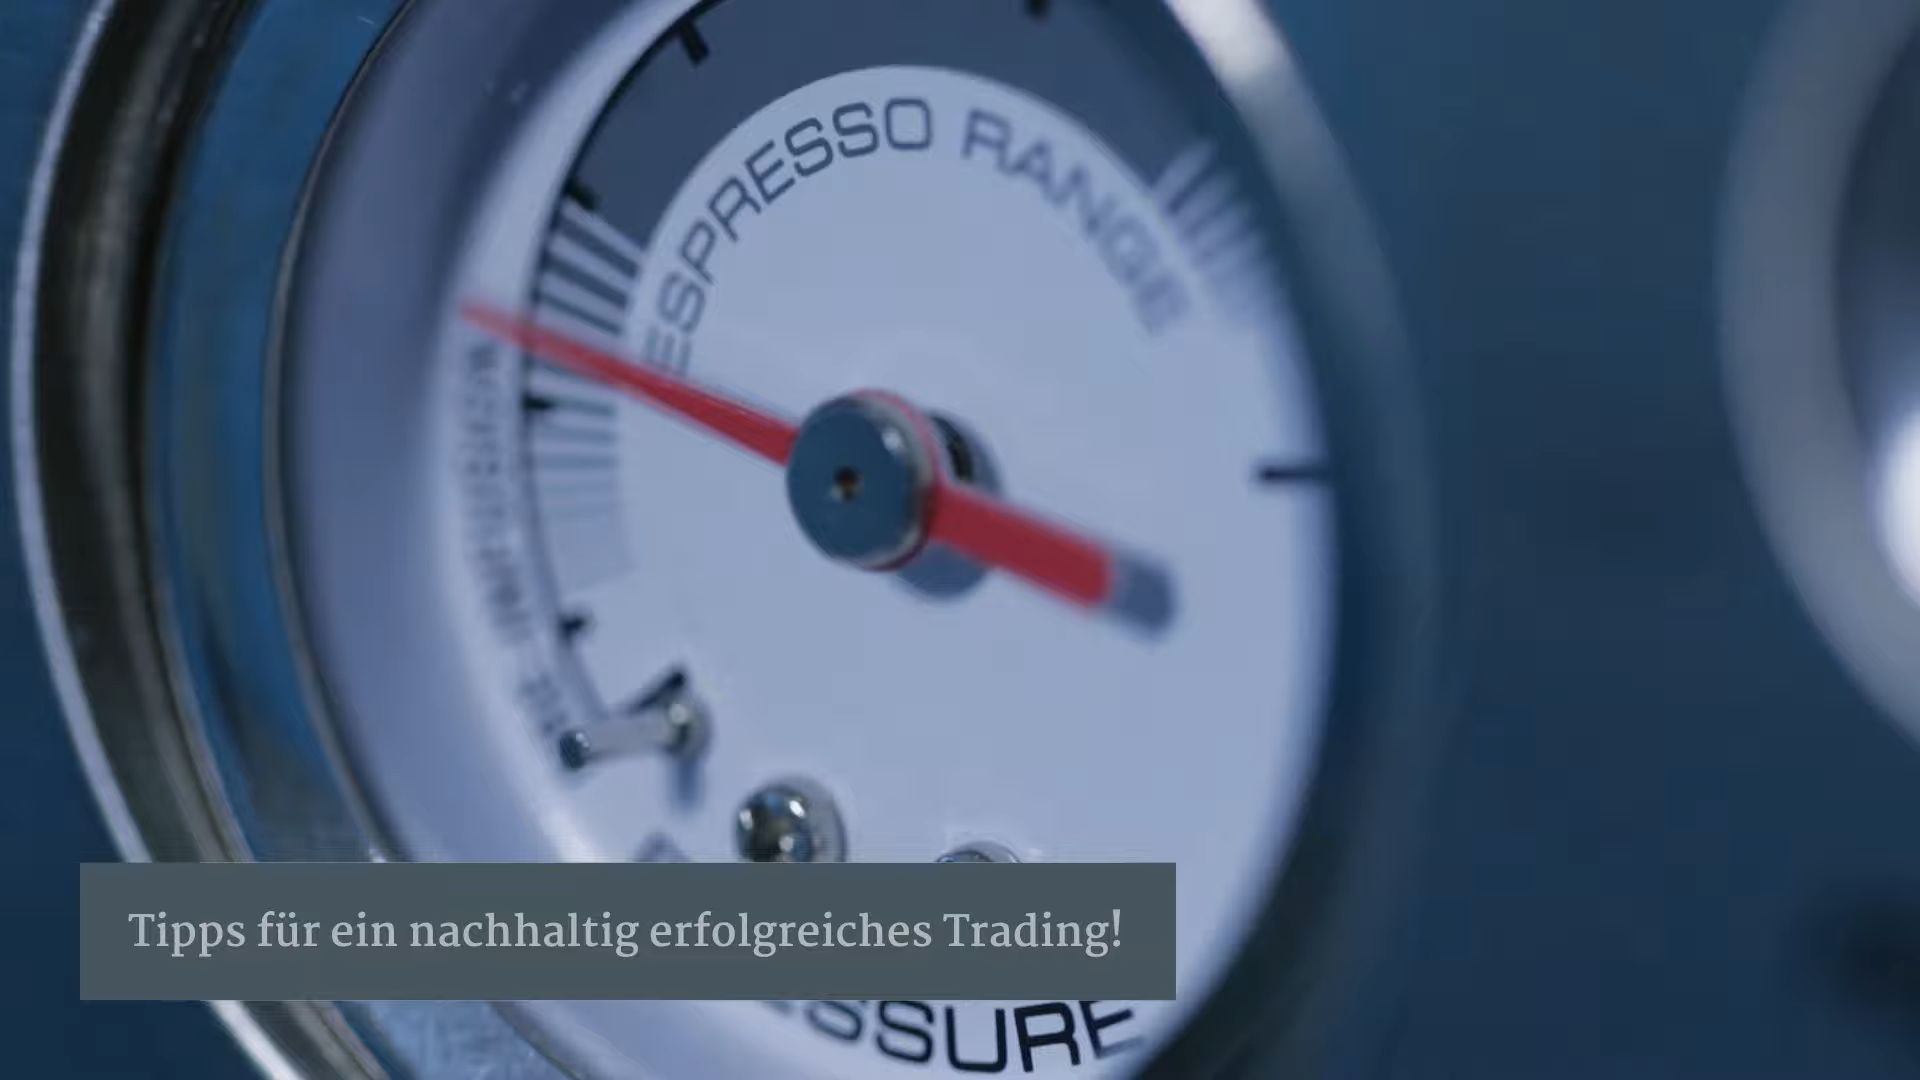 ESPRESSO RANGE
Tipps für ein nachhaltig erfolgreiches Trading!
SSURE